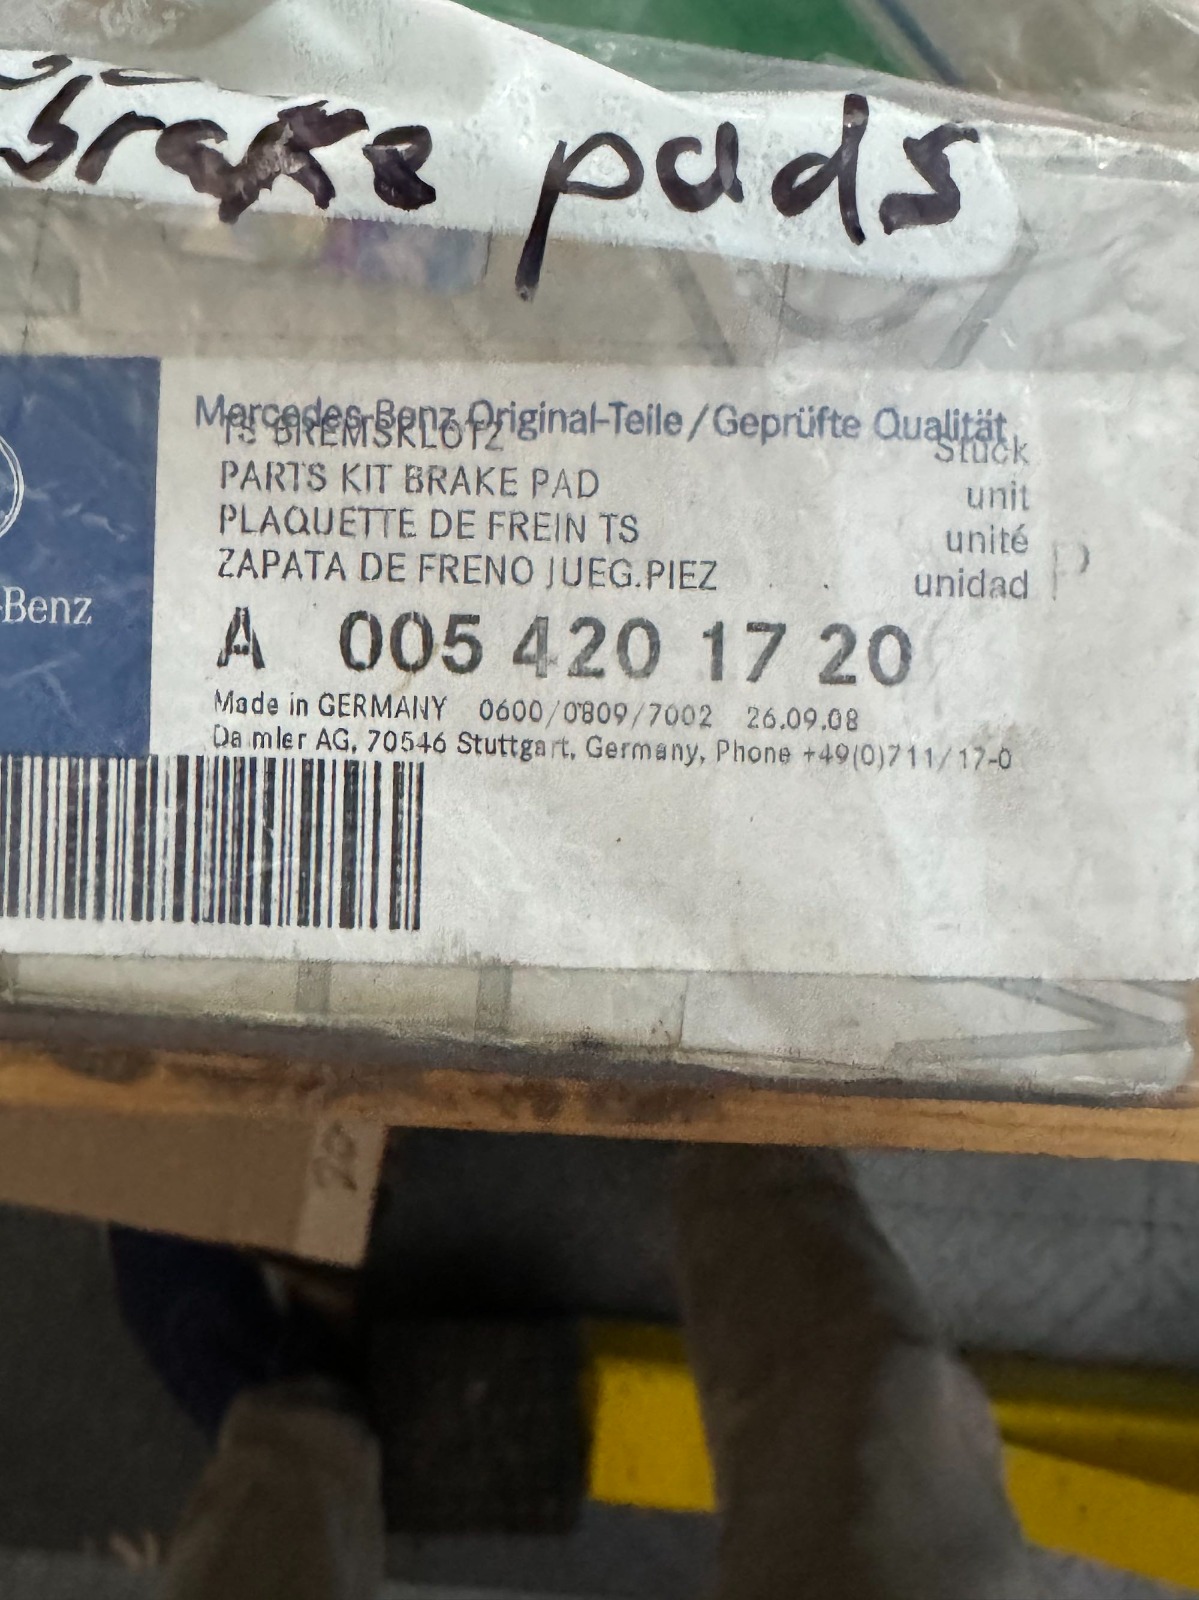 brake pads
Mercedes-Benz Original-Teile/Geprüfte Qualität
TS BREMSKLOTZ Stück
PARTS KIT BRAKE PAD unit
PLAQUETTE DE FREIN TS unité
ZAPATA DE FRENO JUEG.PIEZ unidad
P
-Benz
A 005 420 17 20
Made in GERMANY 0600/0809/7002 26.09.08
Daimler AG, 70546 Stuttgart, Germany, Phone +49(0)711/17-0